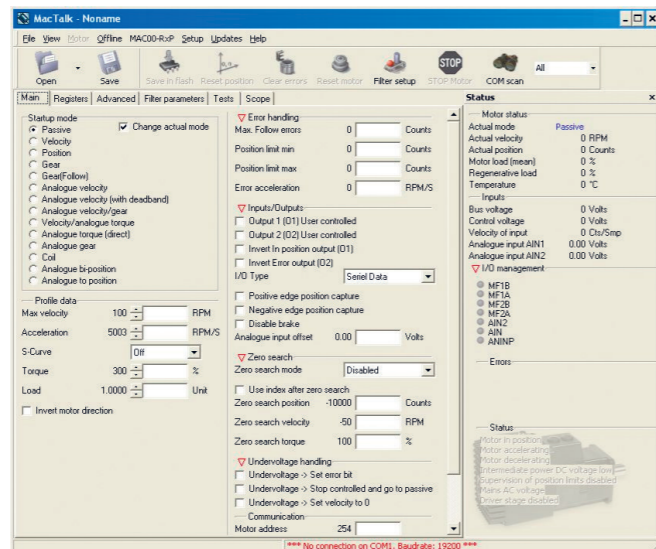 MacTalk - Noname
File View Motor Offline MAC00-RxP Setup Updates Help
Open Save Save in flash Reset position Clear errors Reset motor Filter setup STOP Motor COM scan
STOP
All
Main Registers Advanced Filter parameters Tests Scope
Startup mode
Passive
Change actual mode
Velocity
Position
Gear
Gear(Follow)
Analogue velocity
Analogue velocity (with deadband)
Analogue velocity/gear
Velocity/analogue torque
Analogue torque (direct)
Analogue gear
Coil
Analogue bi-position
Analogue to position
Profile data
Max velocity 100 RPM
Acceleration 5003 RPM/S
S-Curve Off
Torque 300 %
Load 1.0000 Unit
Invert motor direction
Error handling
Max. Follow errors 0 Counts
Position limit min 0 Counts
Position limit max 0 Counts
Error acceleration 0 RPM/S
Inputs/Outputs
Output 1 (O1) User controlled
Output 2 (O2) User controlled
Invert In position output (O1)
Invert Error output (O2)
I/O Type Seriel Data
Positive edge position capture
Negative edge position capture
Disable brake
Analogue input offset 0.00 Volts
Zero search
Zero search mode Disabled
Use index after zero search
Zero search position -10000 Counts
Zero search velocity -50 RPM
Zero search torque 100 %
Undervoltage handling
Undervoltage -> Set error bit
Undervoltage -> Stop controlled and go to passive
Undervoltage -> Set velocity to 0
Communication
Motor address 254
Status
Motor status
Actual mode Passive
Actual velocity 0 RPM
Actual position 0 Counts
Motor load (mean) 0 %
Regenerative load 0 %
Temperature 0 °C
Inputs
Bus voltage 0 Volts
Control voltage 0 Volts
Velocity of input 0 Cts/Smp
Analogue input AIN1 0.00 Volts
Analogue input AIN2 0.00 Volts
I/O management
MF1B
MF1A
MF2B
MF2A
AIN2
AIN
ANINP
Errors
Status
Motor in position
Motor accelerating
Motor decelerating
Intermediate power DC voltage low
Supervision of position limits disabled
Mains AC voltage
Driver stage disabled
*** No connection on COM1. Baudrate: 19200 ***